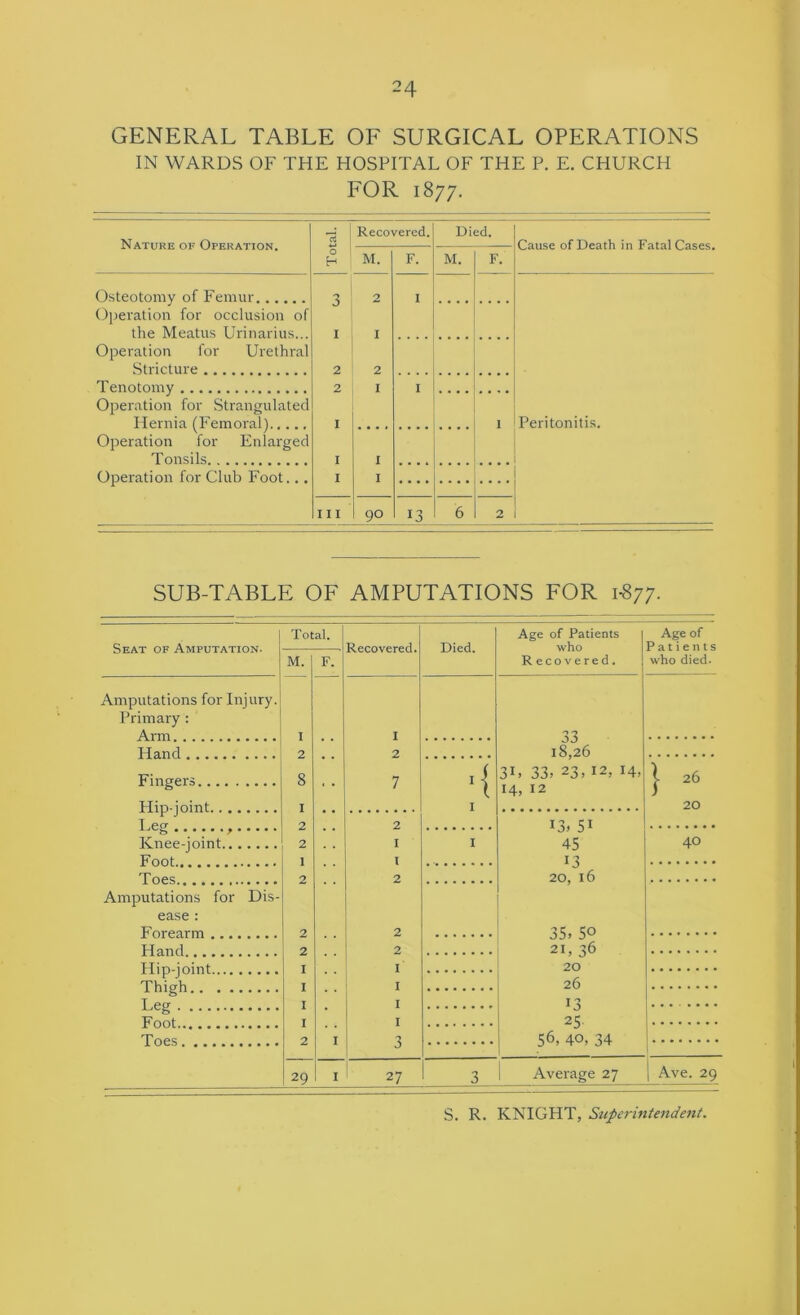 24
GENERAL TABLE OF SURGICAL OPERATIONS
IN WARDS OF THE HOSPITAL OF THE P. E. CHURCH
FOR 1877.
Nature of Operation. Total. Recovered. Died. Cause of Death in Fatal Cases.
M. F. M. F.
Osteotomy of Femur...... 3 2 1 .... ....
Operation for occlusion of
the Meatus Urinarius... 1 1 .... .... ....
Operation for Urethral
Stricture............ 2 2 .... .... ....
Tenotomy............... 2 1 1 .... ....
Operation for Strangulated
Hernia (Femoral)..... 1 .... .... .... 1 Peritonitis.
Operation for Enlarged
Tonsils............ 1 1 .... .... ....
Operation for Club Foot... 1 1 .... .... ....
111 90 13 6 2
SUB-TABLE OF AMPUTATIONS FOR 1877.
Seat of Amputation. Total. Recovered. Died. Age of Patients who Recovered. Age of Patients who died.
M. F.
Amputations for Injury.
Primary:
Arm............ 1 .. 1 ........ 33 ........
Hand.......... 2 .. 2 ........ 18,26 ........
Fingers.......... 8 .. 7 1 { 31, 33, 23, 12, 14, 14, 12 } 26
Hip-joint........ 1 .. ........ 1 .............. 20
Leg............ 2 .. 2 ........ 13, 51 ........
Knee-joint....... 2 .. 1 1 45 40
Foot............ 1 .. 1 ........ 13 ........
Toes............ 2 .. 2 ........ 20, 16 ........
Amputations for Dis-
ease:
Forearm........ 2 .. 2 ........ 35, 50 ........
Hand............ 2 .. 2 ........ 21, 36 ........
Hip-joint.......... 1 .. 1 ........ 20 ........
Thigh.......... 1 .. 1 ........ 26 ........
Leg............ 1 . 1 ........ 13 ........
Foot............ 1 .. 1 ........ 25 ........
Toes............ 2 1 3 ........ 56, 40, 34 ........
29 1 27 3 Average 27 Ave. 29
S. R. KNIGHT, Superintendent.